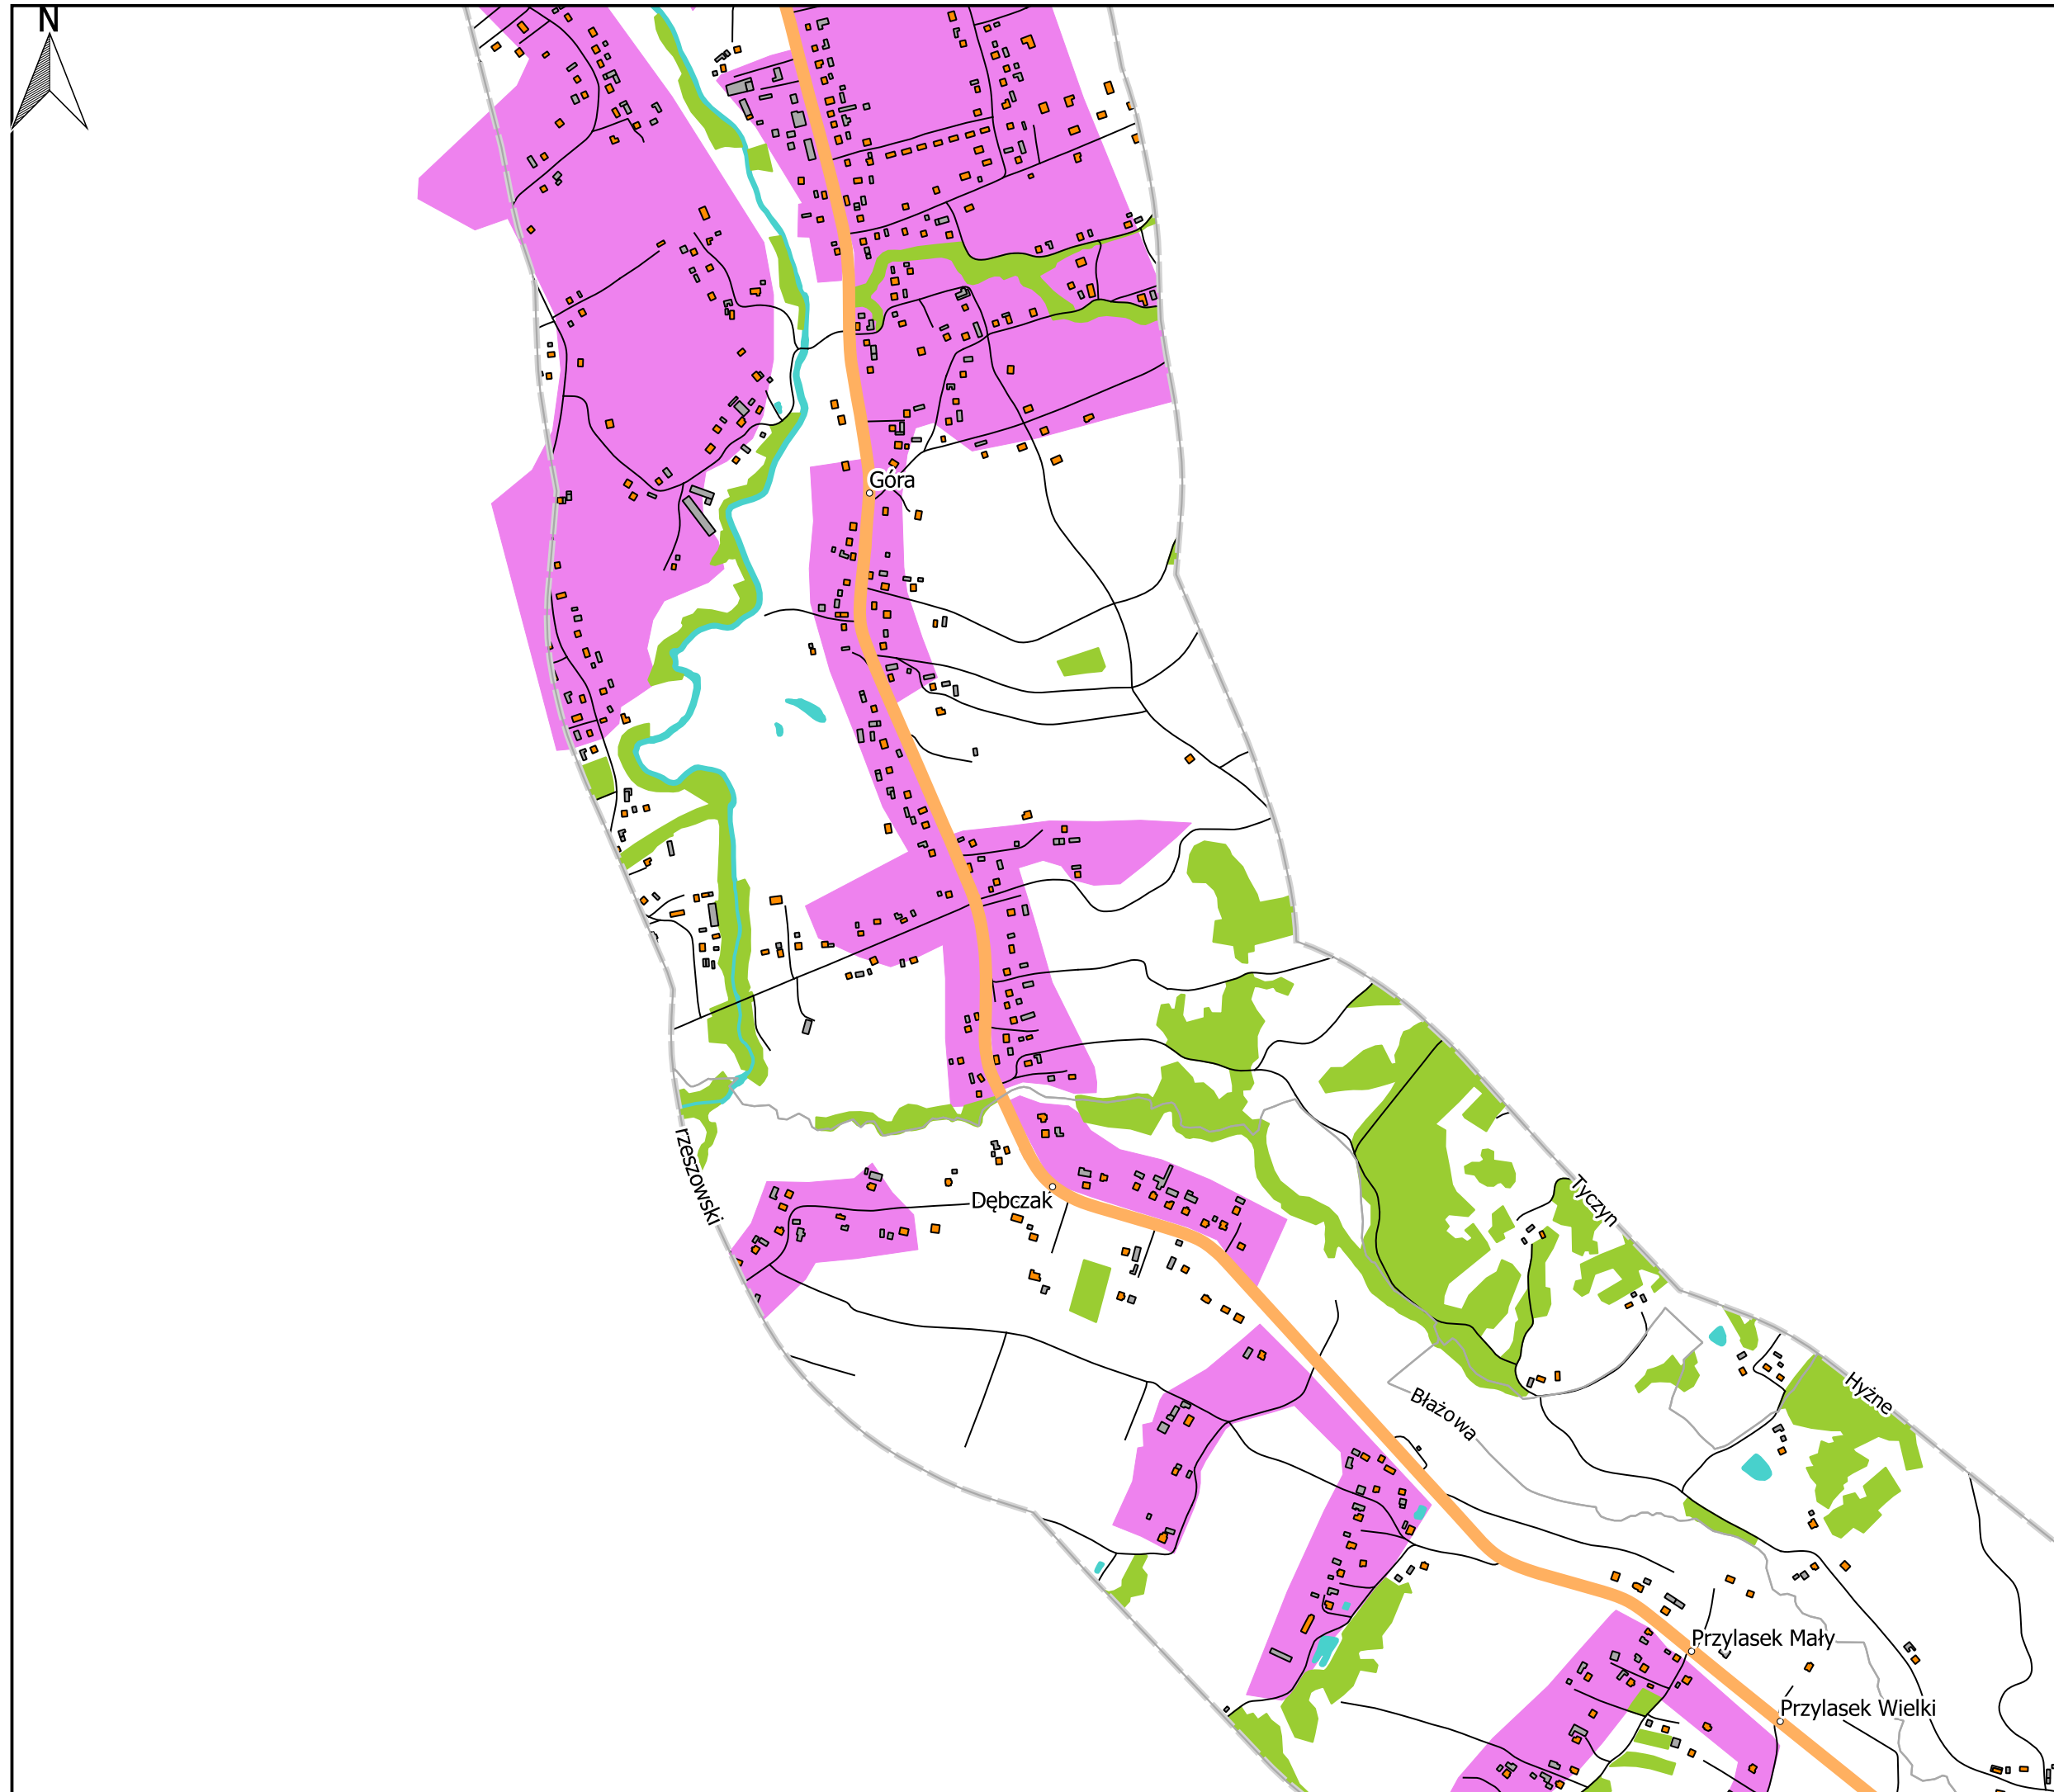 N
Góra
rzeszowski
Dębczak
Tyczyn
Hyżne
Błażowa
Przylasek Mały
Przylasek Wielki